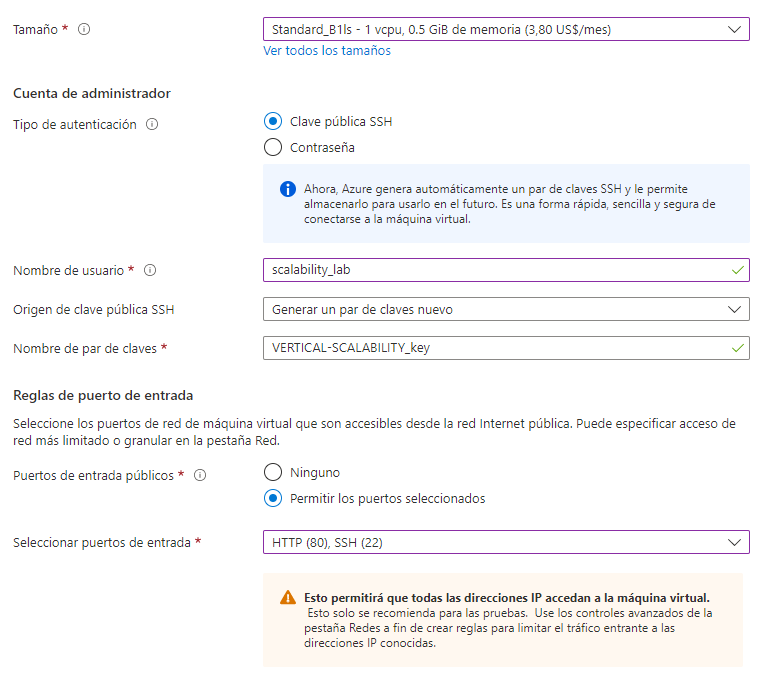 Tamaño *
Standard_B1ls - 1 vcpu, 0.5 GiB de memoria (3,80 US$/mes)
Ver todos los tamaños
Cuenta de administrador
Tipo de autenticación
Clave pública SSH
Contraseña
Ahora, Azure genera automáticamente un par de claves SSH y le permite
almacenarlo para usarlo en el futuro. Es una forma rápida, sencilla y segura de
conectarse a la máquina virtual.
Nombre de usuario *
scalability_lab
Origen de clave pública SSH
Generar un par de claves nuevo
Nombre de par de claves *
VERTICAL-SCALABILITY_key
Reglas de puerto de entrada
Seleccione los puertos de red de máquina virtual que son accesibles desde la red Internet pública. Puede especificar acceso de
red más limitado o granular en la pestaña Red.
Puertos de entrada públicos *
Ninguno
Permitir los puertos seleccionados
Seleccionar puertos de entrada *
HTTP (80), SSH (22)
Esto permitirá que todas las direcciones IP accedan a la máquina virtual.
Esto solo se recomienda para las pruebas. Use los controles avanzados de la
pestaña Redes a fin de crear reglas para limitar el tráfico entrante a las
direcciones IP conocidas.